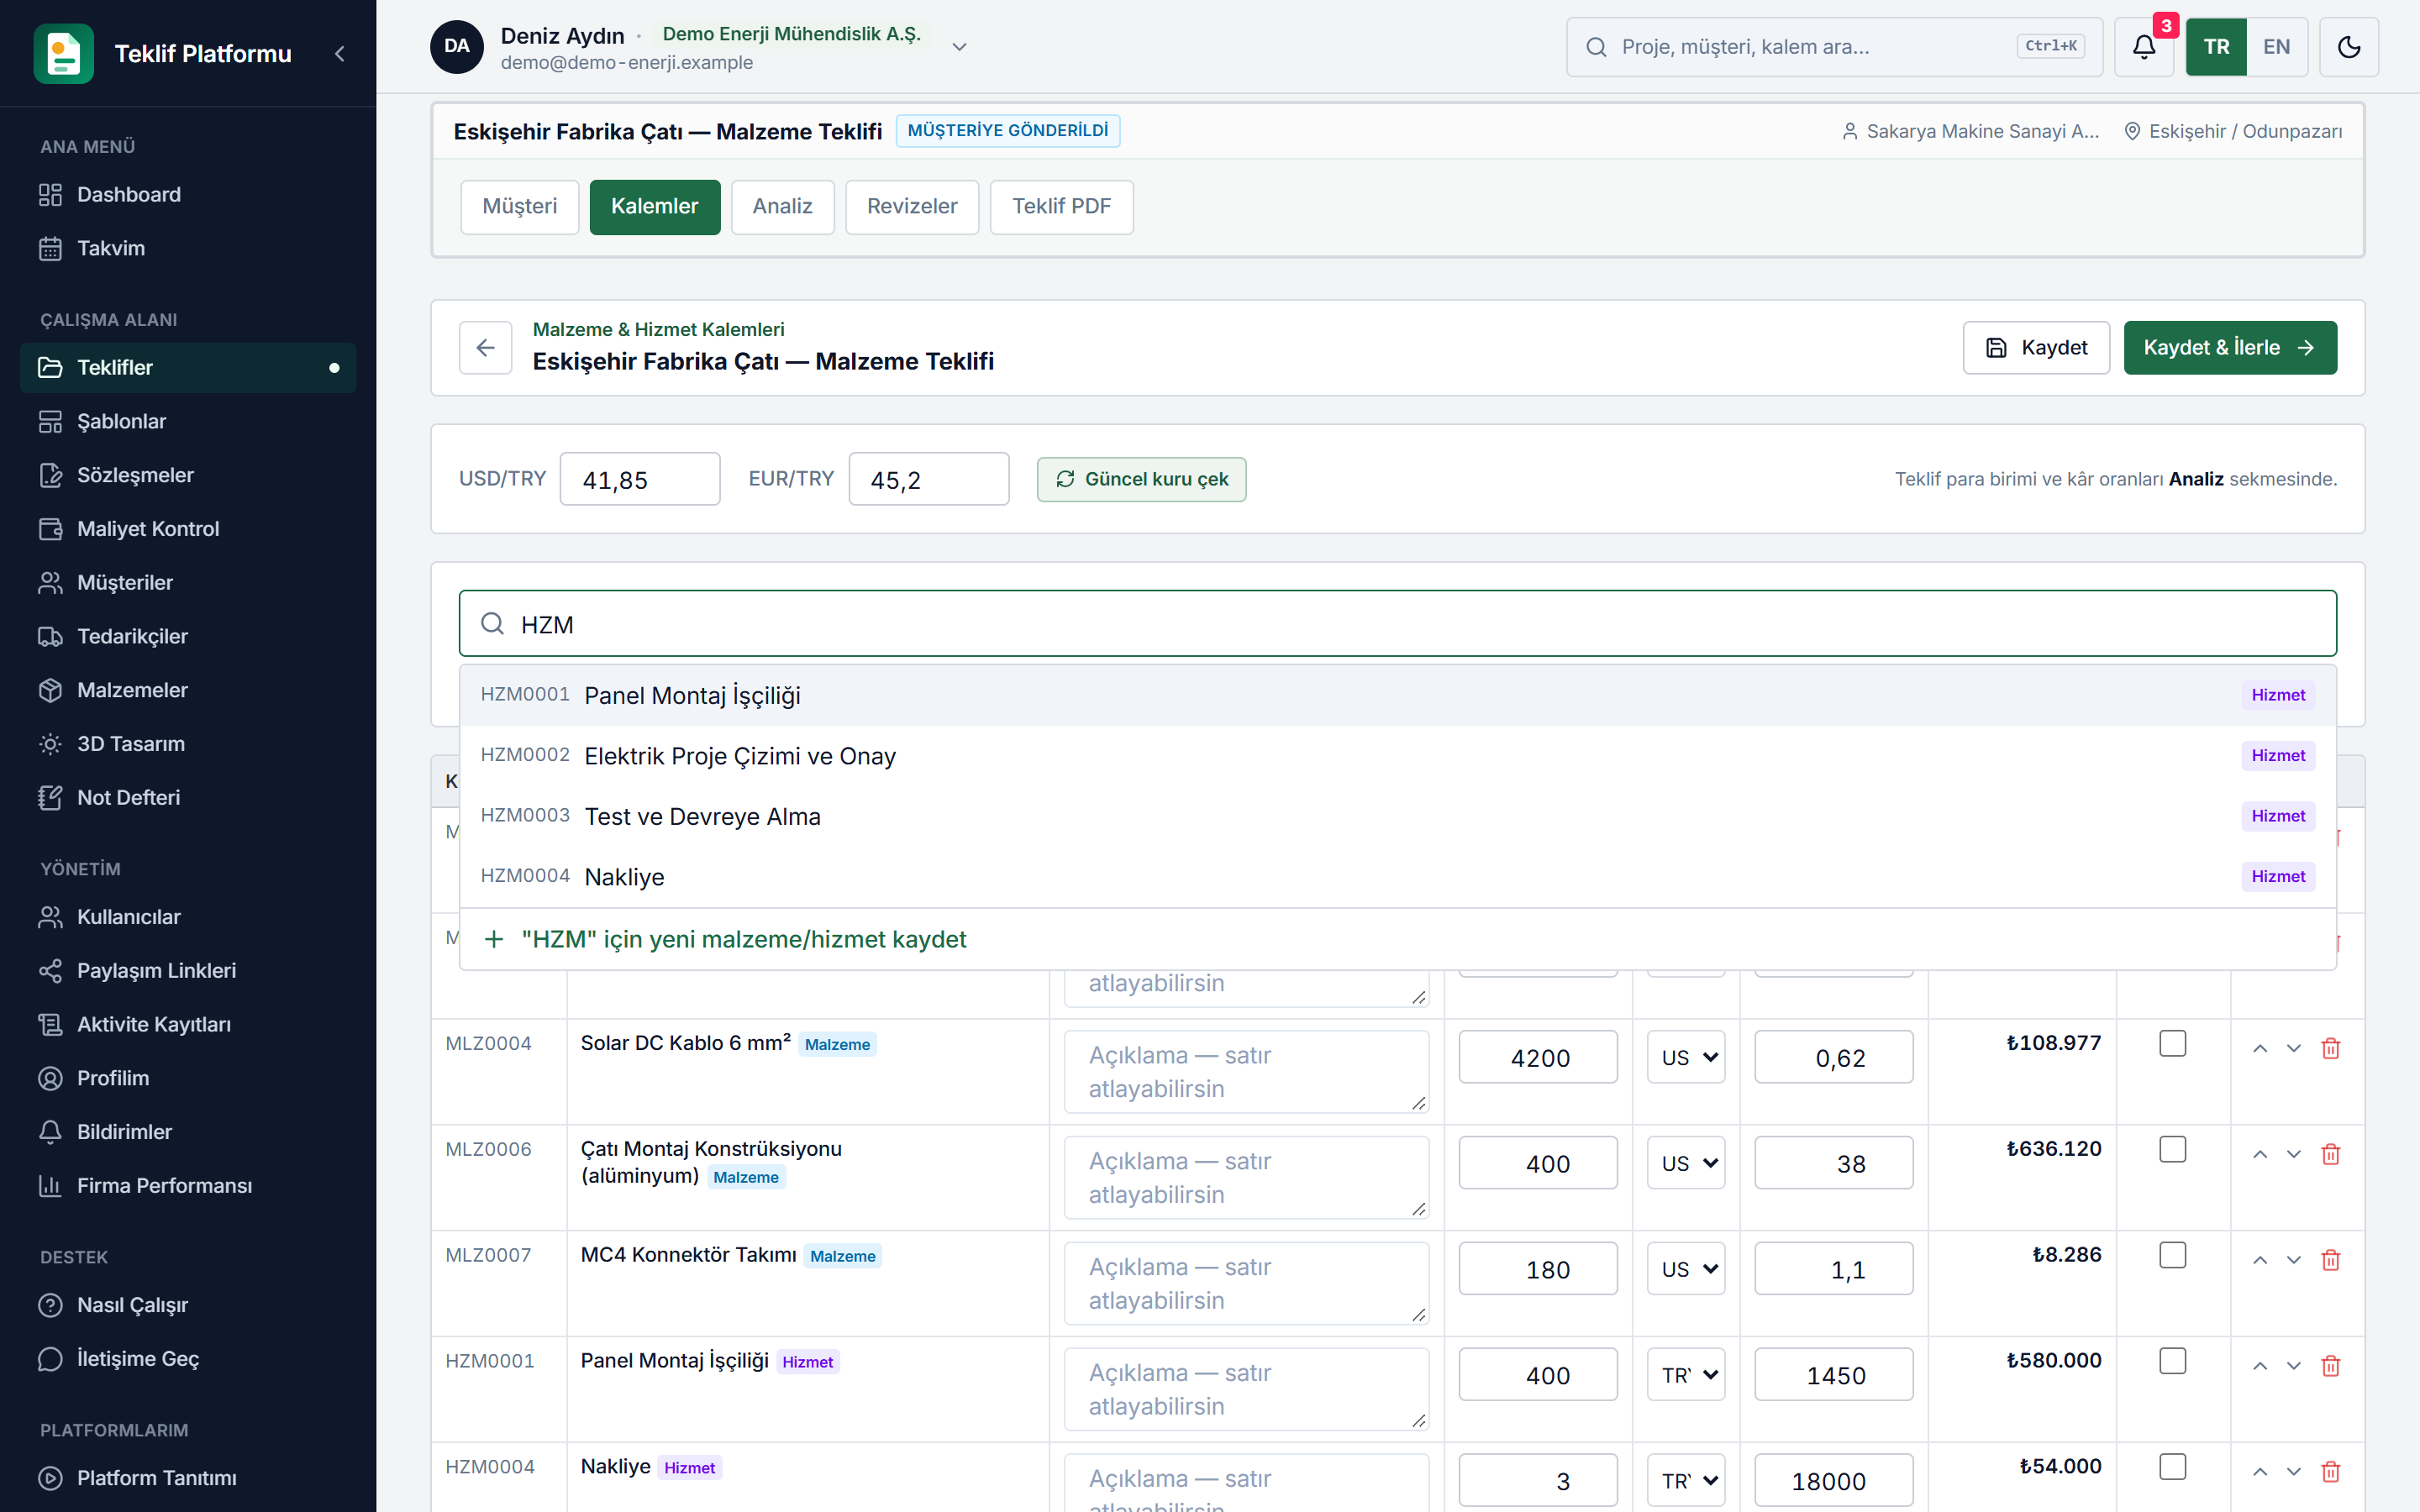 Teklif Platformu
ANA MENÜ
Dashboard
Takvim
ÇALIŞMA ALANI
Teklifler
Şablonlar
Sözleşmeler
Maliyet Kontrol
Müşteriler
Tedarikçiler
Malzemeler
3D Tasarım
Not Defteri
YÖNETİM
Kullanıcılar
Paylaşım Linkleri
Aktivite Kayıtları
Profilim
Bildirimler
Firma Performansı
DESTEK
Nasıl Çalışır
İletişime Geç
PLATFORMLARIM
Platform Tanıtımı
DA
Deniz Aydın · Demo Enerji Mühendislik A.Ş.
demo@demo-enerji.example
Proje, müşteri, kalem ara... Ctrl+K
3
TR EN
Eskişehir Fabrika Çatı — Malzeme Teklifi MÜŞTERİYE GÖNDERİLDİ
Sakarya Makine Sanayi A... Eskişehir / Odunpazarı
Müşteri Kalemler Analiz Revizeler Teklif PDF
Malzeme & Hizmet Kalemleri
Eskişehir Fabrika Çatı — Malzeme Teklifi
Kaydet Kaydet & İlerle
USD/TRY 41,85 EUR/TRY 45,2 Güncel kuru çek
Teklif para birimi ve kâr oranları Analiz sekmesinde.
HZM
HZM0001 Panel Montaj İşçiliği Hizmet
HZM0002 Elektrik Proje Çizimi ve Onay Hizmet
HZM0003 Test ve Devreye Alma Hizmet
HZM0004 Nakliye Hizmet
"HZM" için yeni malzeme/hizmet kaydet
K
M
M
atlayabilirsin
MLZ0004 Solar DC Kablo 6 mm² Malzeme Açıklama — satır atlayabilirsin 4200 US 0,62 ₺108.977
MLZ0006 Çatı Montaj Konstrüksiyonu (alüminyum) Malzeme Açıklama — satır atlayabilirsin 400 US 38 ₺636.120
MLZ0007 MC4 Konnektör Takımı Malzeme Açıklama — satır atlayabilirsin 180 US 1,1 ₺8.286
HZM0001 Panel Montaj İşçiliği Hizmet Açıklama — satır atlayabilirsin 400 TRY 1450 ₺580.000
HZM0004 Nakliye Hizmet Açıklama — satır atlayabilirsin 3 TRY 18000 ₺54.000